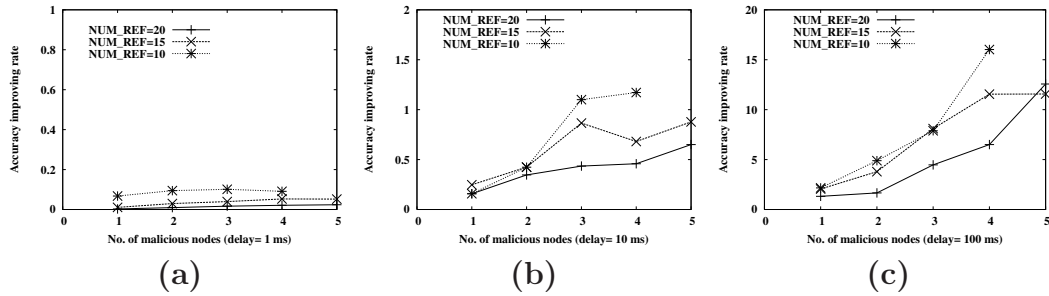 1
0.8
0.6
0.4
0.2
0
0 1 2 3 4 5
Accuracy improving rate
No. of malicious nodes (delay= 1 ms)
NUM_REF=20
NUM_REF=15
NUM_REF=10
(a)
2
1.5
1
0.5
0
0 1 2 3 4 5
Accuracy improving rate
No. of malicious nodes (delay= 10 ms)
NUM_REF=20
NUM_REF=15
NUM_REF=10
(b)
20
15
10
5
0
0 1 2 3 4 5
Accuracy improving rate
No. of malicious nodes (delay= 100 ms)
NUM_REF=20
NUM_REF=15
NUM_REF=10
(c)